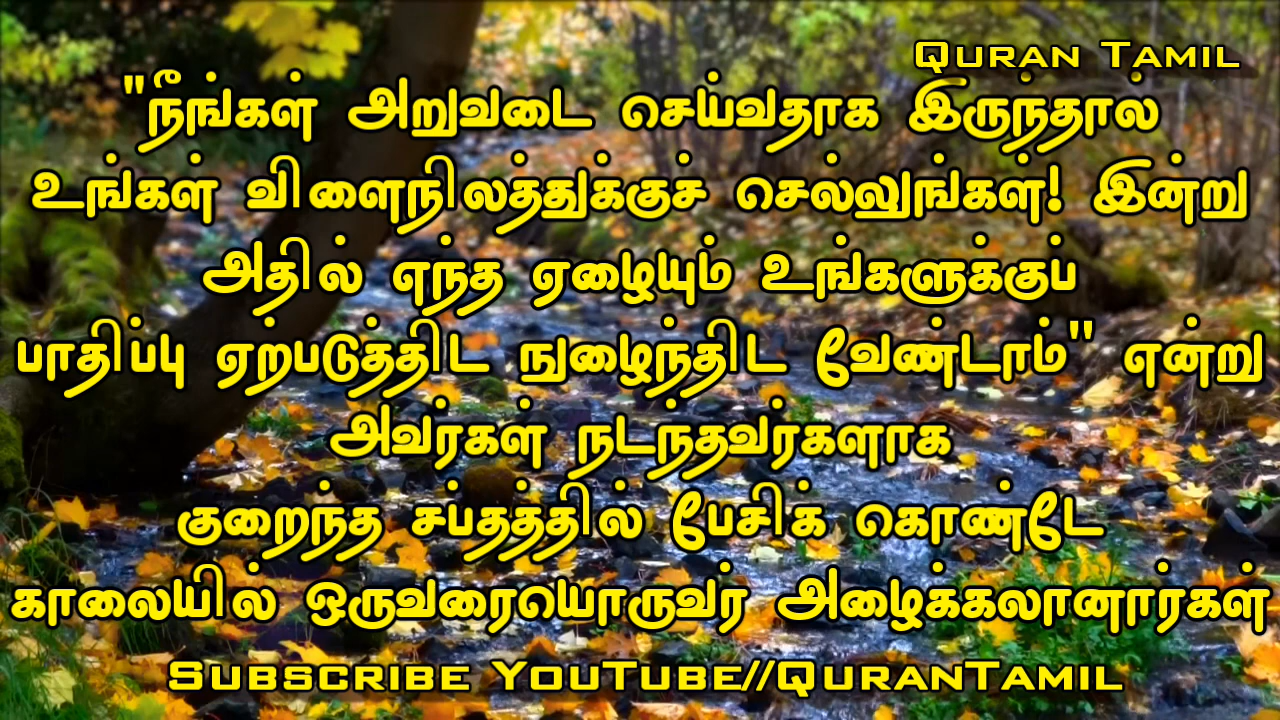 Quran Tamil
"நீங்கள் அறுவடை செய்வதாக இருந்தால்
உங்கள் விளைநிலத்துக்குச் செல்லுங்கள்! இன்று
அதில் எந்த ஏழையும் உங்களுக்குப்
பாதிப்பு ஏற்படுத்திட நுழைந்திட வேண்டாம்" என்று
அவர்கள் நடந்தவர்களாக
குறைந்த சப்தத்தில் பேசிக் கொண்டே
காலையில் ஒருவரையொருவர் அழைக்கலானார்கள்
Subscribe YouTube//QuranTamil